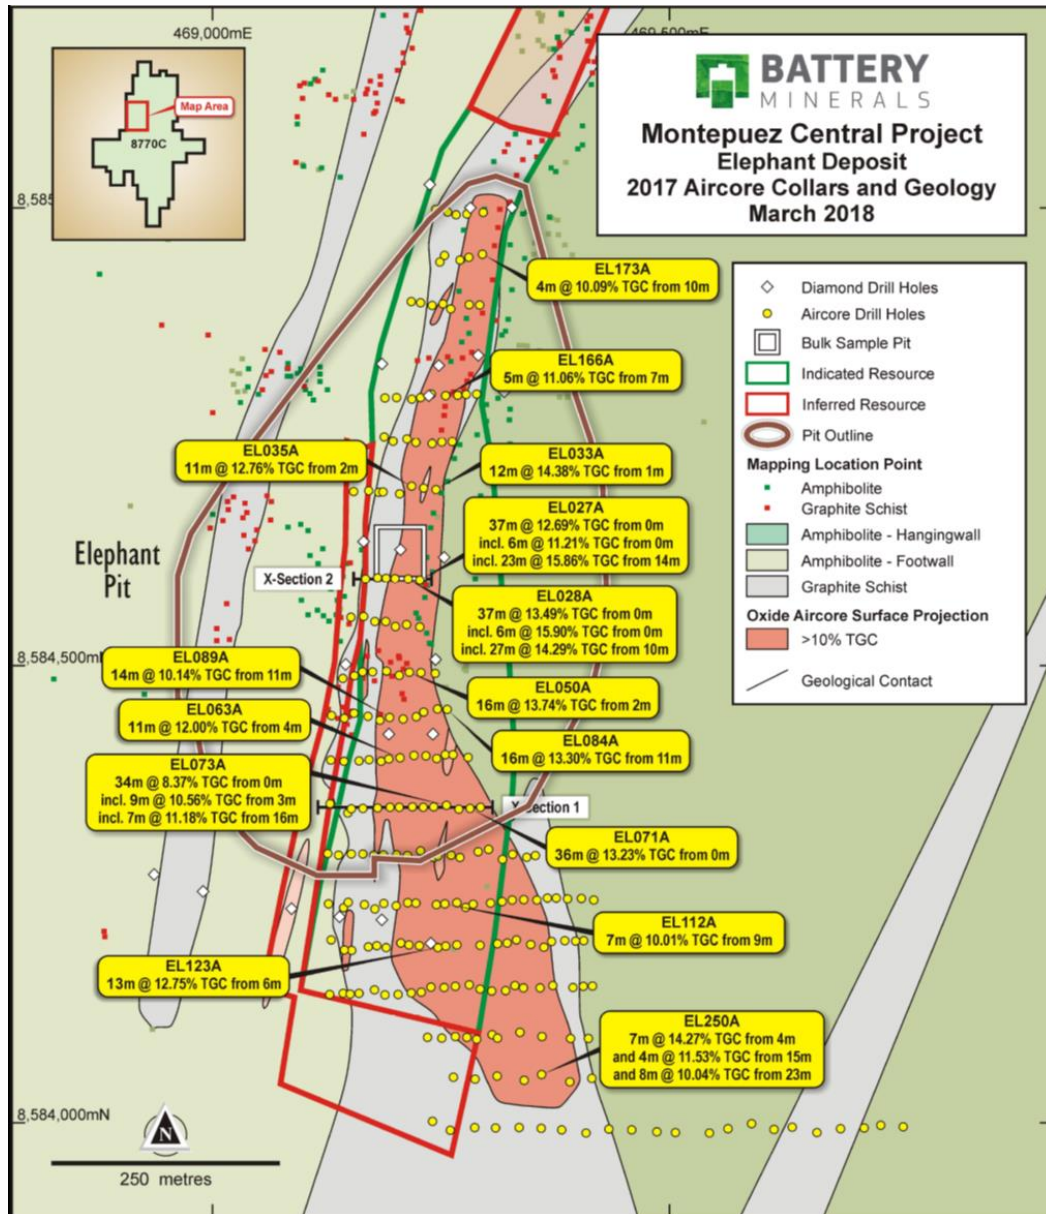 469,000mE
469,500mE
Map Area
8770C
BATTERY
MINERALS
Montepuez Central Project
Elephant Deposit
2017 Aircore Collars and Geology
March 2018
8,585
EL173A
4m @ 10.09% TGC from 10m
Diamond Drill Holes
Aircore Drill Holes
Bulk Sample Pit
Indicated Resource
Inferred Resource
Pit Outline
Mapping Location Point
Amphibolite
Graphite Schist
Amphibolite - Hangingwall
Amphibolite - Footwall
Graphite Schist
Oxide Aircore Surface Projection
>10% TGC
Geological Contact
EL166A
5m @ 11.06% TGC from 7m
EL035A
11m @ 12.76% TGC from 2m
EL033A
12m @ 14.38% TGC from 1m
EL027A
37m @ 12.69% TGC from 0m
incl. 6m @ 11.21% TGC from 0m
incl. 23m @ 15.86% TGC from 14m
Elephant
Pit
X-Section 2
EL028A
37m @ 13.49% TGC from 0m
incl. 6m @ 15.90% TGC from 0m
incl. 27m @ 14.29% TGC from 10m
8,584,500m
EL089A
14m @ 10.14% TGC from 11m
EL050A
16m @ 13.74% TGC from 2m
EL063A
11m @ 12.00% TGC from 4m
EL084A
16m @ 13.30% TGC from 11m
EL073A
34m @ 8.37% TGC from 0m
incl. 9m @ 10.56% TGC from 3m
incl. 7m @ 11.18% TGC from 16m
X-Section 1
EL071A
36m @ 13.23% TGC from 0m
EL112A
7m @ 10.01% TGC from 9m
EL123A
13m @ 12.75% TGC from 6m
EL250A
7m @ 14.27% TGC from 4m
and 4m @ 11.53% TGC from 15m
and 8m @ 10.04% TGC from 23m
8,584,000mN
N
250 metres